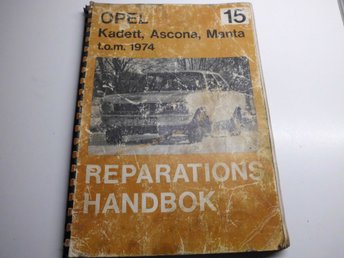 OPEL 15
Kadett, Ascona, Manta
t.o.m. 1974
REPARATIONS
HANDBOK